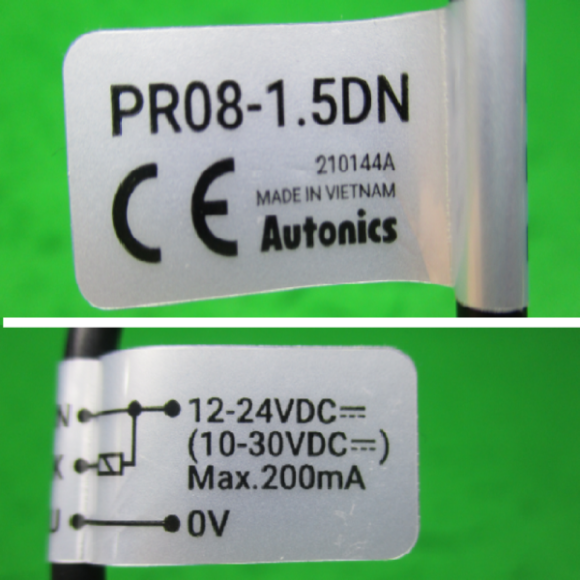 PR08-1.5DN
CE
210144A
MADE IN VIETNAM
Autonics
12-24VDC⎓
(10-30VDC⎓)
Max.200mA
0V